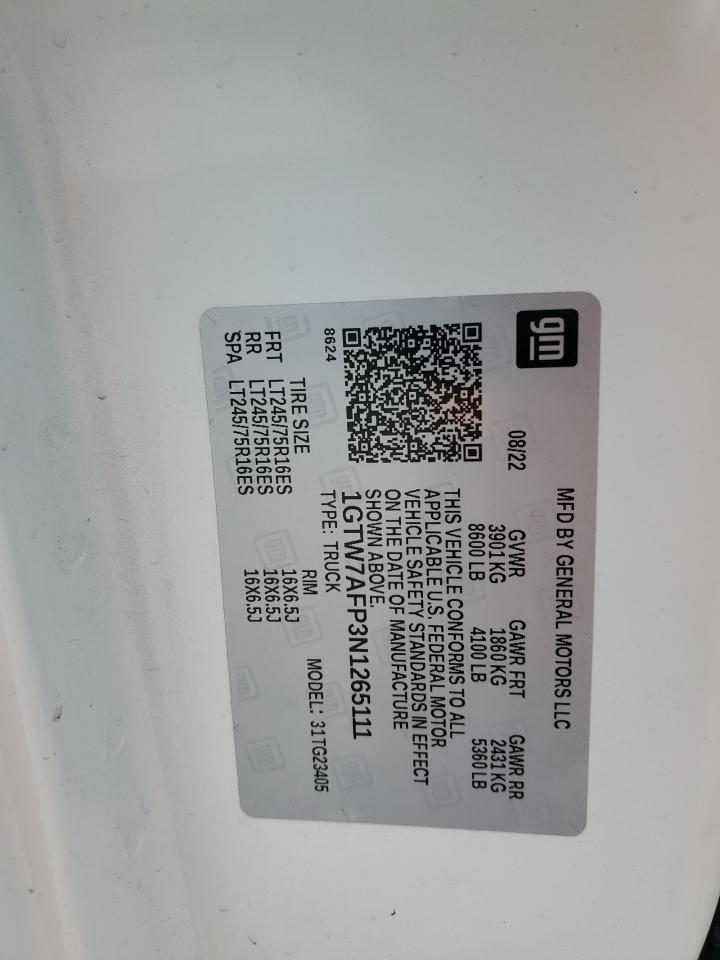 gm
MFD BY GENERAL MOTORS LLC
08/22 GVWR GAWR FRT GAWR RR
3901 KG 1860 KG 2431 KG
8600 LB 4100 LB 5360 LB
THIS VEHICLE CONFORMS TO ALL
APPLICABLE U.S. FEDERAL MOTOR
VEHICLE SAFETY STANDARDS IN EFFECT
ON THE DATE OF MANUFACTURE
SHOWN ABOVE.
1GTW7AFP3N1265111
8624 TYPE: TRUCK MODEL: 31TG23405
TIRE SIZE RIM
FRT LT245/75R16ES 16X6.5J
RR LT245/75R16ES 16X6.5J
SPA LT245/75R16ES 16X6.5J